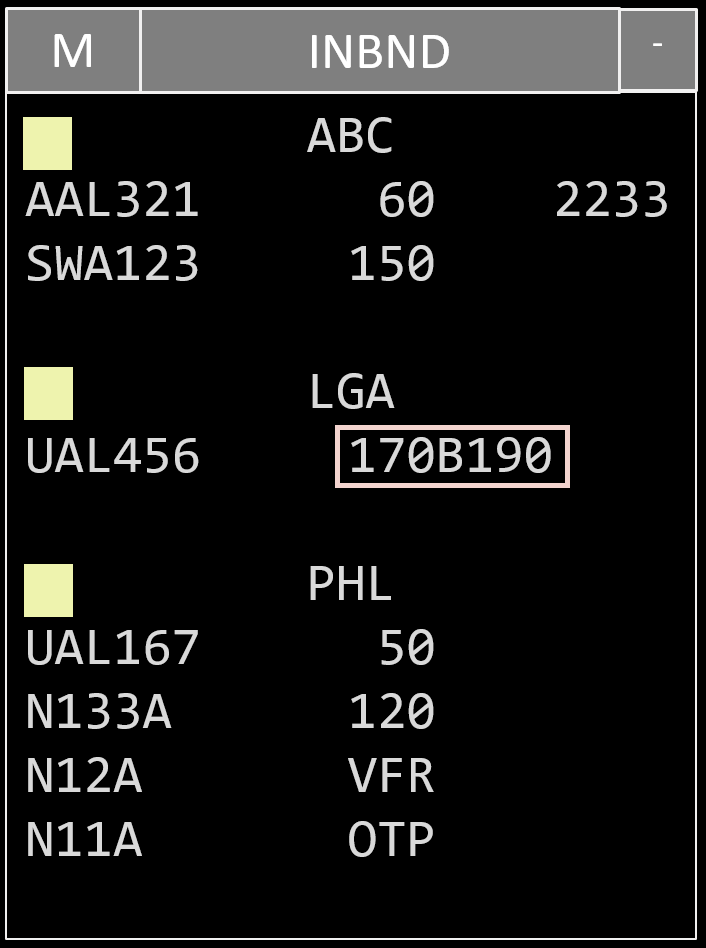 M INBND -
ABC
AAL321 60 2233
SWA123 150
LGA
UAL456 170B190
PHL
UAL167 50
N133A 120
N12A VFR
N11A OTP